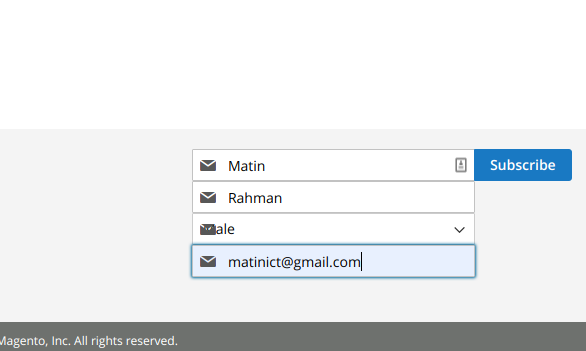 Matin
Subscribe
Rahman
ale
matinict@gmail.com
Magento, Inc. All rights reserved.